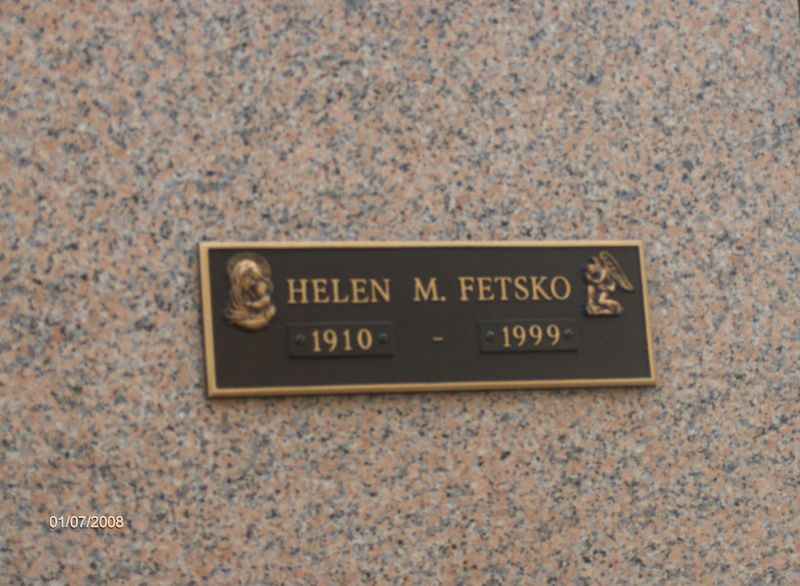 HELEN M. FETSKO
1910 - 1999
01/07/2008